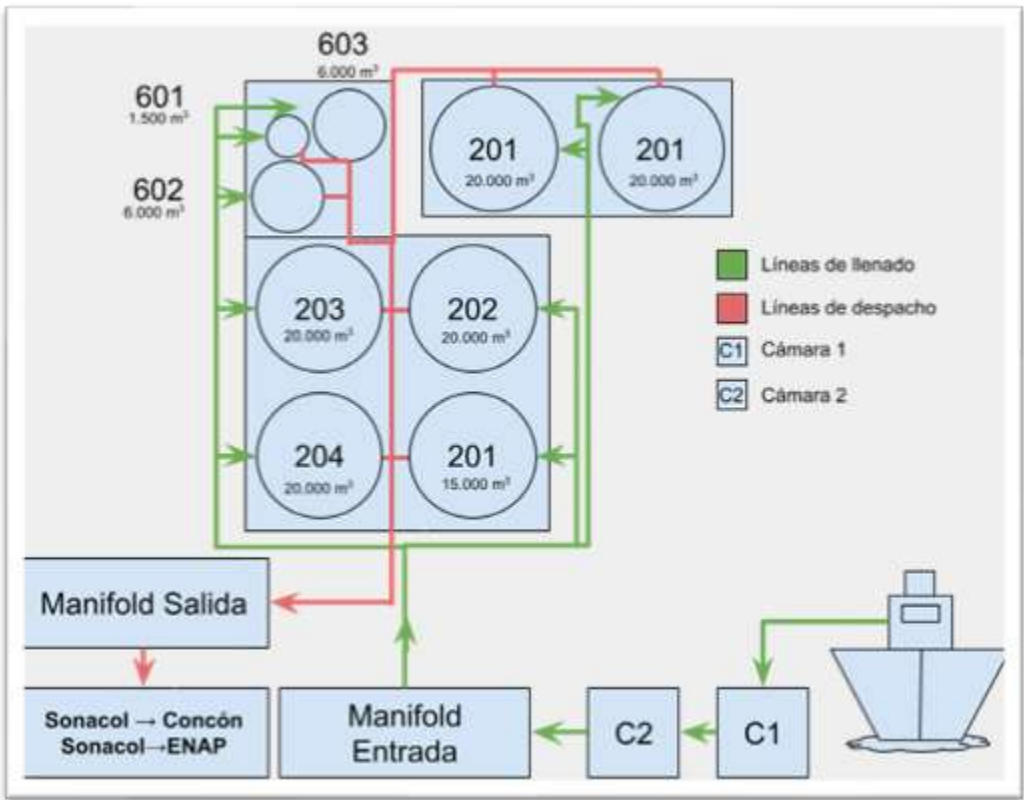 603
6.000 m³
601
1.500 m³
602
6.000 m³
201
20.000 m³
201
20.000 m³
203
20.000 m³
202
20.000 m³
204
20.000 m³
201
15.000 m³
Líneas de llenado
Líneas de despacho
C1 Cámara 1
C2 Cámara 2
Manifold Salida
Sonacol → Concón
Sonacol→ENAP
Manifold
Entrada
C2
C1